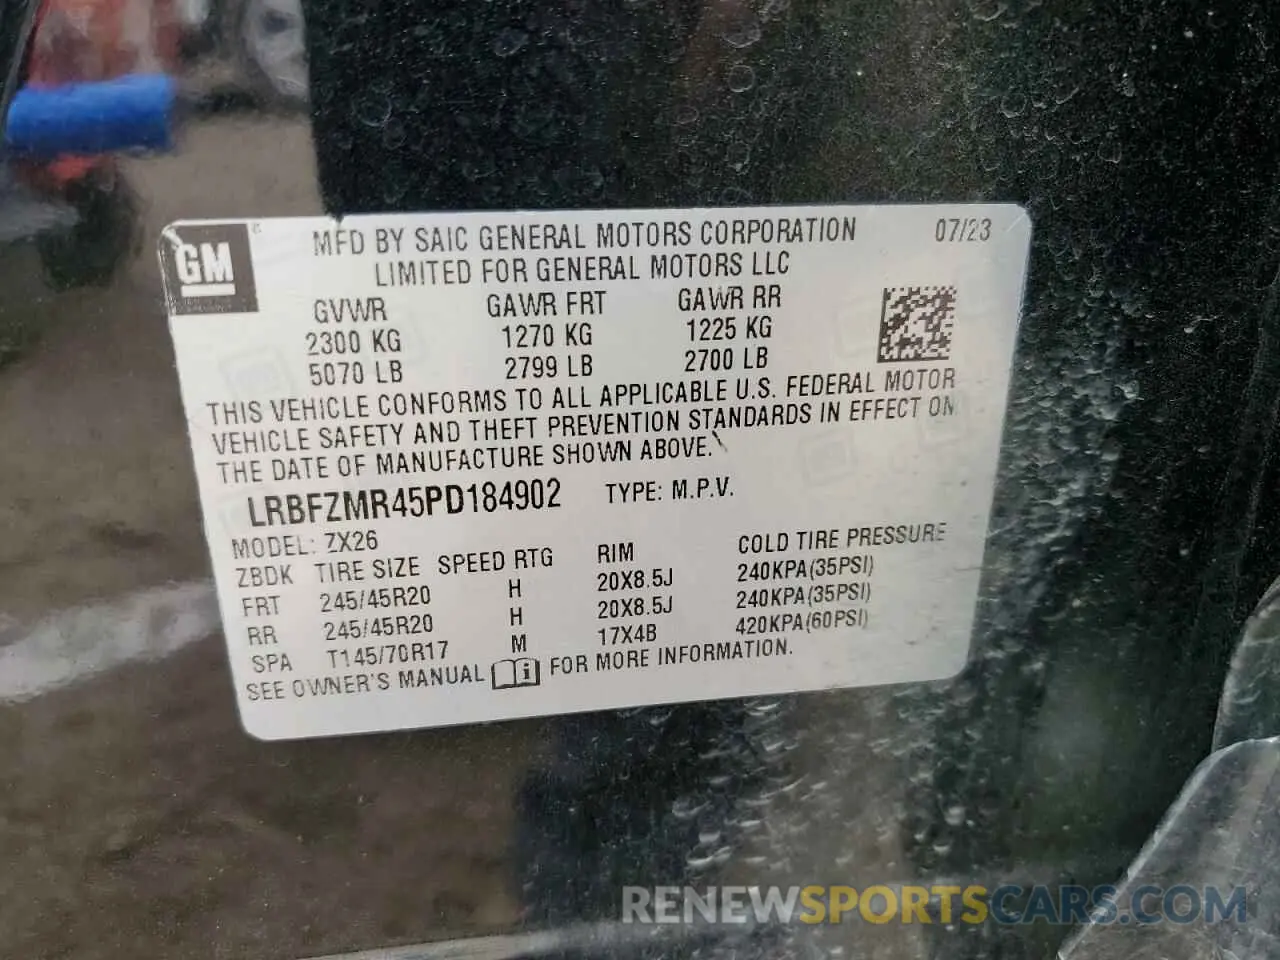 GM
MFD BY SAIC GENERAL MOTORS CORPORATION 07/23
LIMITED FOR GENERAL MOTORS LLC
GVWR GAWR FRT GAWR RR
2300 KG 1270 KG 1225 KG
5070 LB 2799 LB 2700 LB
THIS VEHICLE CONFORMS TO ALL APPLICABLE U.S. FEDERAL MOTOR
VEHICLE SAFETY AND THEFT PREVENTION STANDARDS IN EFFECT ON
THE DATE OF MANUFACTURE SHOWN ABOVE.
LRBFZMR45PD184902 TYPE: M.P.V.
MODEL: ZX26
ZBDK TIRE SIZE SPEED RTG RIM COLD TIRE PRESSURE
FRT 245/45R20 H 20X8.5J 240KPA(35PSI)
RR 245/45R20 H 20X8.5J 240KPA(35PSI)
SPA T145/70R17 M 17X4B 420KPA(60PSI)
SEE OWNER'S MANUAL i FOR MORE INFORMATION.
RENEWSPORTSCARS.COM